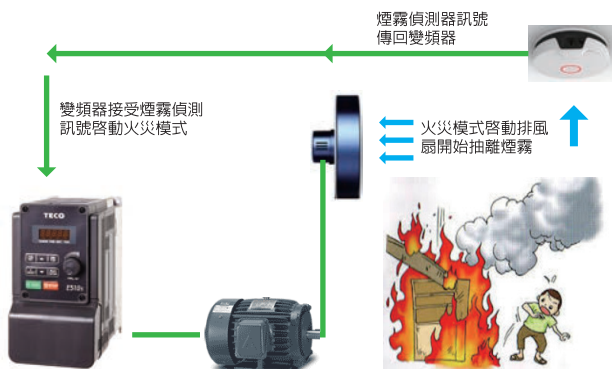 煙霧偵測器訊號
傳回變頻器
變頻器接受煙霧偵測
訊號啓動火災模式
火災模式啓動排風
扇開始抽離煙霧
TECO
E510s